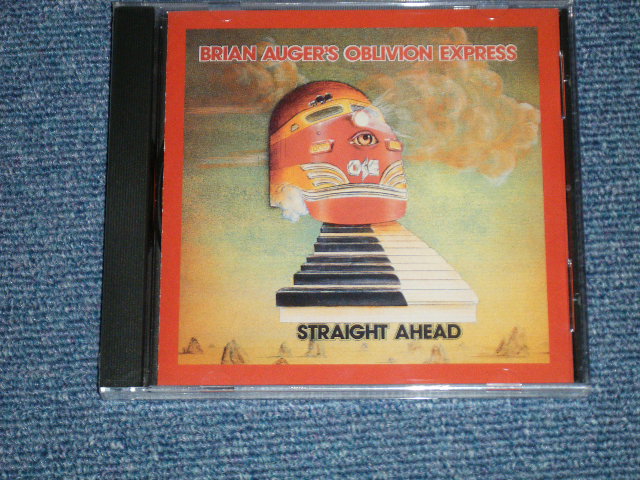 BRIAN AUGER'S OBLIVION EXPRESS
STRAIGHT AHEAD